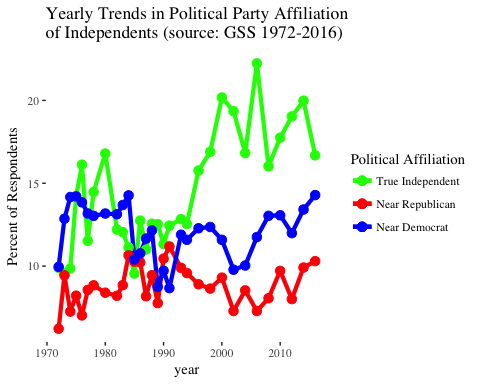 Yearly Trends in Political Party Affiliation
of Independents (source: GSS 1972-2016)
Percent of Respondents
20
15
10
1970
1980
1990
2000
2010
year
Political Affiliation
True Independent
Near Republican
Near Democrat